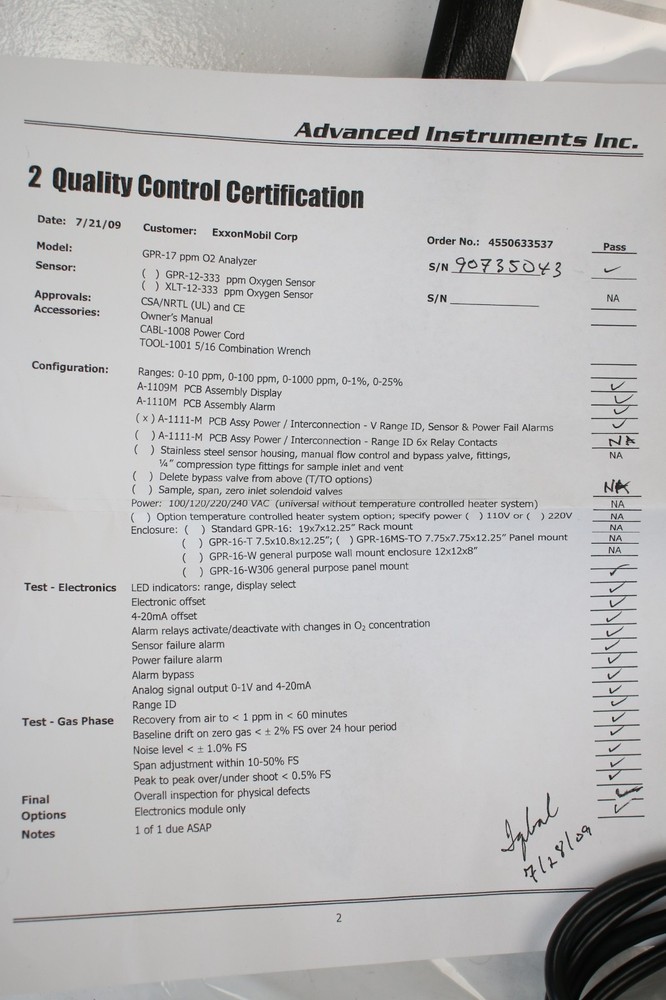 Advanced Instruments Inc.
2 Quality Control Certification
Date: 7/21/09 Customer: ExxonMobil Corp Order No.: 4550633537 Pass
Model: GPR-17 ppm O2 Analyzer S/N 90735043 ✓
Sensor: ( ) GPR-12-333 ppm Oxygen Sensor
( ) XLT-12-333 ppm Oxygen Sensor S/N NA
Approvals: CSA/NRTL (UL) and CE
Accessories: Owner's Manual
CABL-1008 Power Cord
TOOL-1001 5/16 Combination Wrench
Configuration: Ranges: 0-10 ppm, 0-100 ppm, 0-1000 ppm, 0-1%, 0-25% ✓
A-1109M PCB Assembly Display ✓
A-1110M PCB Assembly Alarm ✓
(x) A-1111-M PCB Assy Power / Interconnection - V Range ID, Sensor & Power Fail Alarms ✓
( ) A-1111-M PCB Assy Power / Interconnection - Range ID 6x Relay Contacts NA
( ) Stainless steel sensor housing, manual flow control and bypass valve, fittings, NA
¼" compression type fittings for sample inlet and vent
( ) Delete bypass valve from above (T/TO options)
( ) Sample, span, zero inlet solendoid valves NA
Power: 100/120/220/240 VAC (universal without temperature controlled heater system) NA
( ) Option temperature controlled heater system option; specify power ( ) 110V or ( ) 220V NA
Enclosure: ( ) Standard GPR-16: 19x7x12.25" Rack mount NA
( ) GPR-16-T 7.5x10.8x12.25"; ( ) GPR-16MS-TO 7.75x7.75x12.25" Panel mount NA
( ) GPR-16-W general purpose wall mount enclosure 12x12x8" NA
( ) GPR-16-W306 general purpose panel mount ✓
Test - Electronics LED indicators: range, display select ✓
Electronic offset ✓
4-20mA offset ✓
Alarm relays activate/deactivate with changes in O₂ concentration ✓
Sensor failure alarm ✓
Power failure alarm ✓
Alarm bypass ✓
Analog signal output 0-1V and 4-20mA ✓
Range ID ✓
Test - Gas Phase Recovery from air to < 1 ppm in < 60 minutes ✓
Baseline drift on zero gas < ± 2% FS over 24 hour period ✓
Noise level < ± 1.0% FS ✓
Span adjustment within 10-50% FS ✓
Peak to peak over/under shoot < 0.5% FS ✓
Final Overall inspection for physical defects ✓
Options Electronics module only ✓
Notes 1 of 1 due ASAP
Iqbal
7/28/09
2